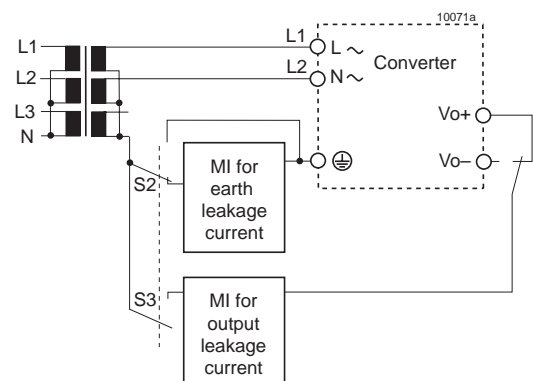 10071a
L1
L1
L ~
Converter
L2
L2
N ~
L3
Vo+
N
Vo–
S2
MI for
earth
leakage
current
S3
MI for
output
leakage
current